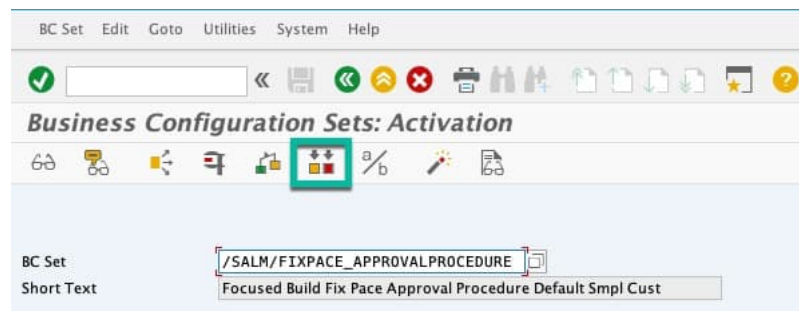 BC Set Edit Goto Utilities System Help
«
?
Business Configuration Sets: Activation
a/b
BC Set /SALM/FIXPACE_APPROVALPROCEDURE
Short Text Focused Build Fix Pace Approval Procedure Default Smpl Cust